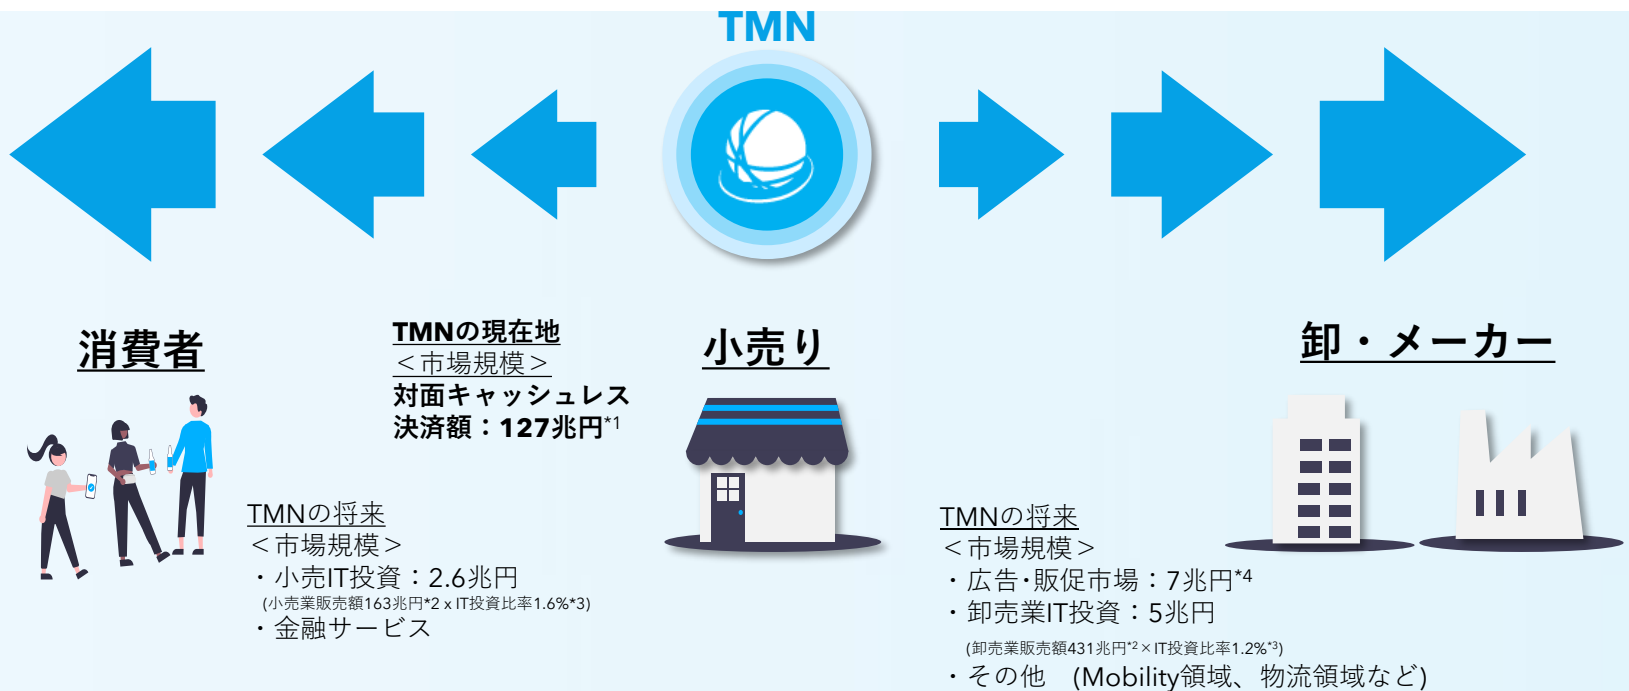 TMN
消費者
TMNの現在地
＜市場規模＞
対面キャッシュレス
決済額：127兆円*1
小売り
卸・メーカー
TMNの将来
＜市場規模＞
・小売IT投資：2.6兆円
(小売業販売額163兆円*2 x IT投資比率1.6%*3)
・金融サービス
TMNの将来
＜市場規模＞
・広告･販促市場：7兆円*4
・卸売業IT投資：5兆円
(卸売業販売額431兆円*2×IT投資比率1.2%*3)
・その他　(Mobility領域、物流領域など)